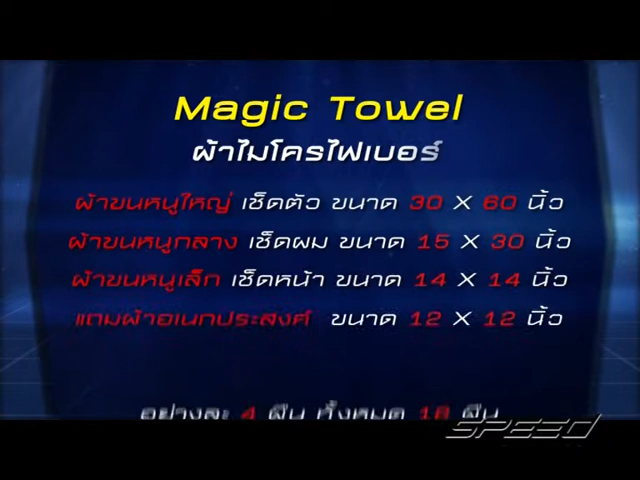 Magic Towel
ผ้าไมโครไฟเบอร์
ผ้าขนหนูใหญ่ เช็ดตัว ขนาด 30 X 60 นิ้ว
ผ้าขนหนูกลาง เช็ดผม ขนาด 15 X 30 นิ้ว
ผ้าขนหนูเล็ก เช็ดหน้า ขนาด 14 X 14 นิ้ว
แถมผ้าอเนกประสงค์ ขนาด 12 X 12 นิ้ว
อย่างละ 4 ผืน ทั้งหมด ผืน
SPEED